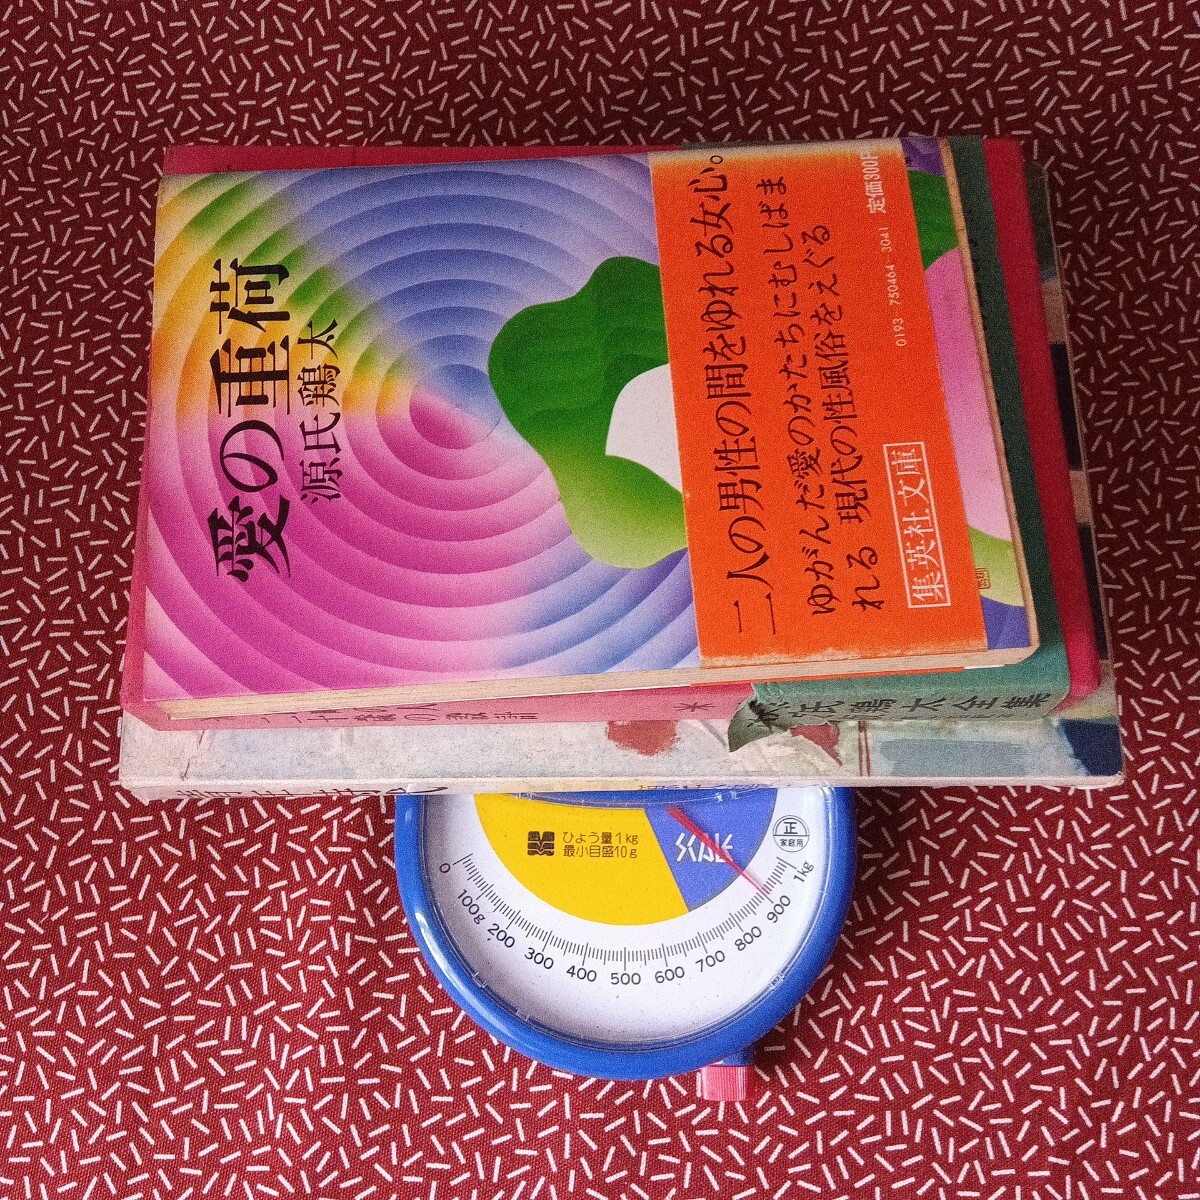 愛の重荷
源氏鶏太
二人の男性の間をゆれる女心。
ゆがんだ愛のかたちにむしばま
れる 現代の性風俗をえぐる
集英社文庫
定価300円
0193 750464 3041
源氏鶏太全集
ひょう量1kg
最小目盛10g
正
家庭用
0
100g
200
300
400
500
600
700
800
900
1kg